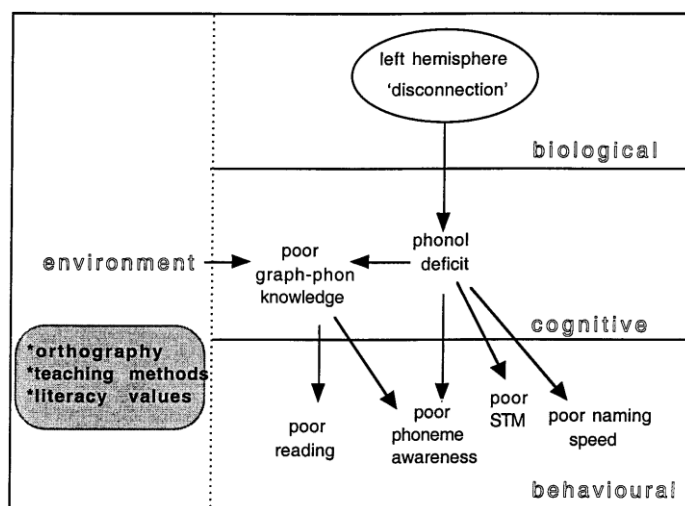 left hemisphere
'disconnection'
biological
environment
poor
graph-phon
knowledge
phonol
deficit
cognitive
*orthography
*teaching methods
*literacy values
poor
reading
poor
phoneme
awareness
poor
STM
poor naming
speed
behavioural